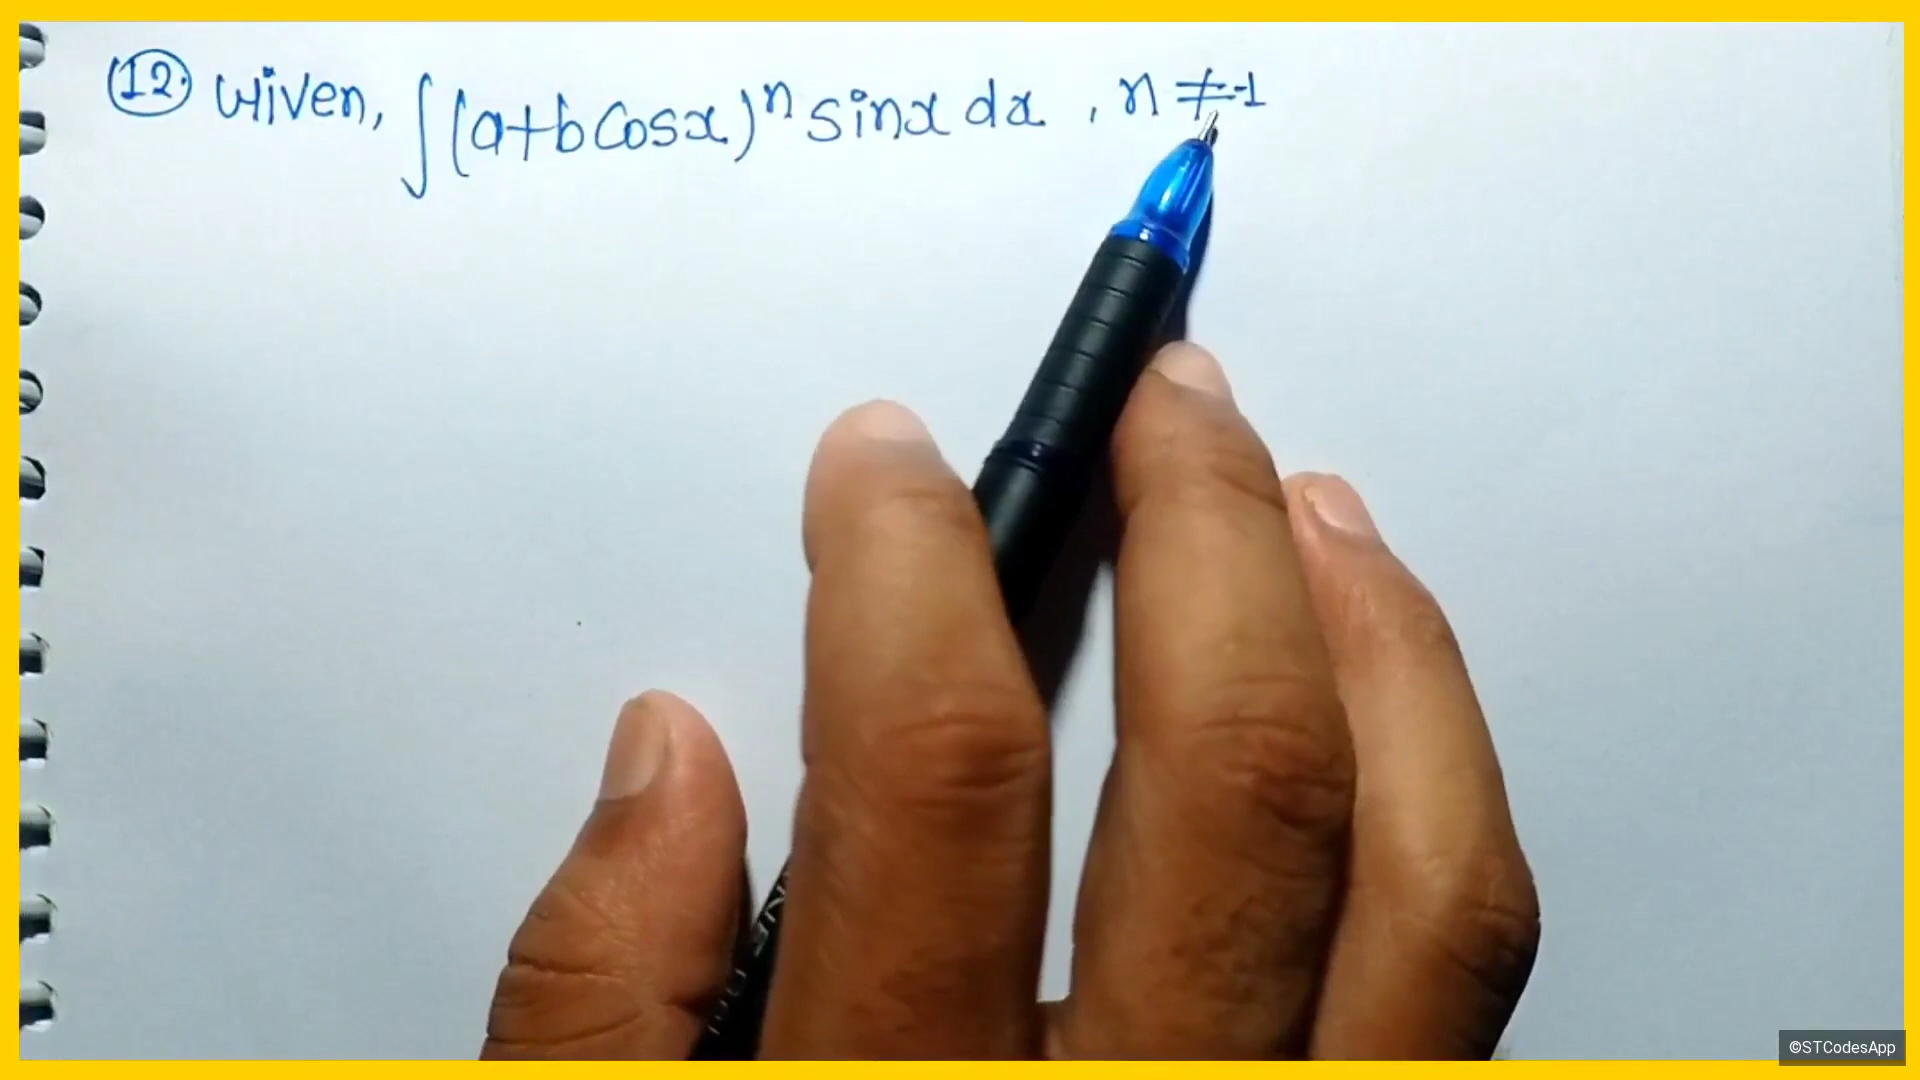 12. Given, ∫(a+b cosx)ⁿ sinx dx , n ≠ -1
©STCodesApp